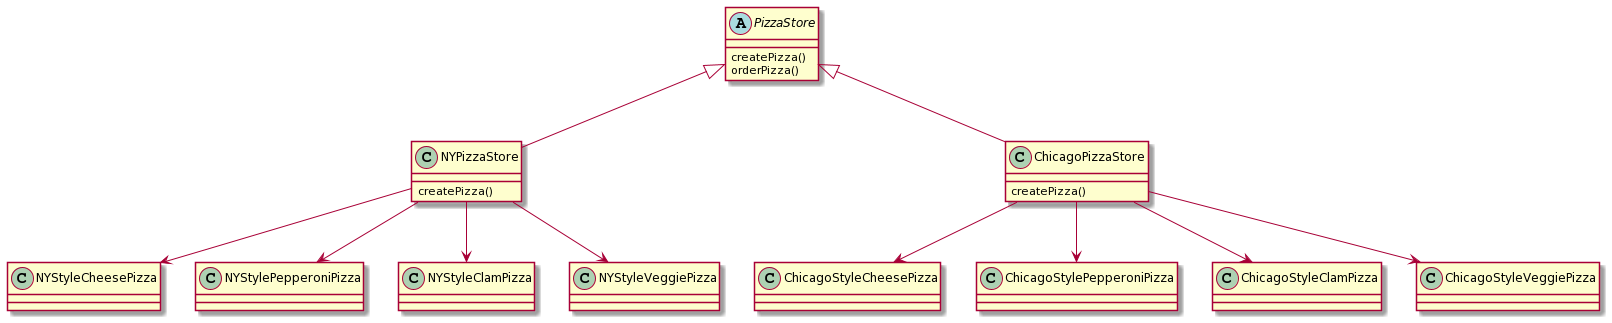 A PizzaStore
createPizza()
orderPizza()
C NYPizzaStore
createPizza()
C ChicagoPizzaStore
createPizza()
C NYStyleCheesePizza
C NYStylePepperoniPizza
C NYStyleClamPizza
C NYStyleVeggiePizza
C ChicagoStyleCheesePizza
C ChicagoStylePepperoniPizza
C ChicagoStyleClamPizza
C ChicagoStyleVeggiePizza